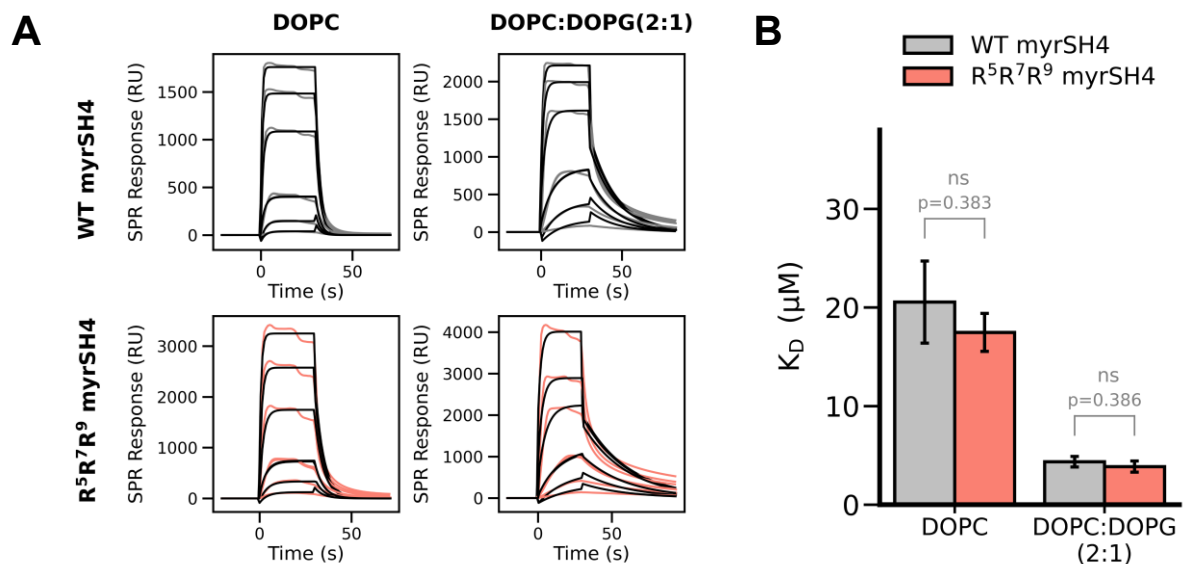 A
DOPC
DOPC:DOPG(2:1)
WT myrSH4
SPR Response (RU)
1500
1000
500
0
0
50
Time (s)
SPR Response (RU)
2000
1500
1000
500
0
0
50
Time (s)
R⁵R⁷R⁹ myrSH4
SPR Response (RU)
3000
2000
1000
0
0
50
Time (s)
SPR Response (RU)
4000
3000
2000
1000
0
0
50
Time (s)
B
WT myrSH4
R⁵R⁷R⁹ myrSH4
K_D (μM)
30
20
10
0
ns
p=0.383
ns
p=0.386
DOPC
DOPC:DOPG
(2:1)